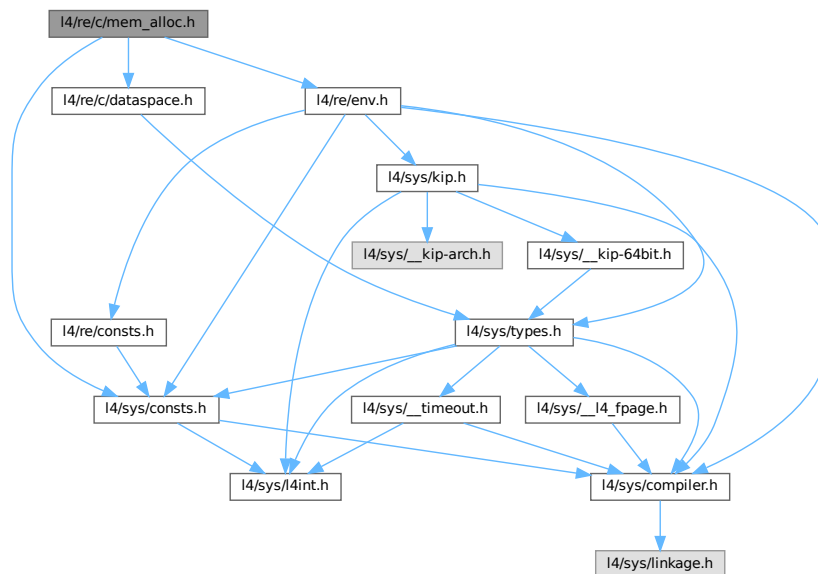 l4/re/c/mem_alloc.h
l4/re/c/dataspace.h
l4/re/env.h
l4/sys/kip.h
l4/sys/__kip-arch.h
l4/sys/__kip-64bit.h
l4/re/consts.h
l4/sys/types.h
l4/sys/consts.h
l4/sys/__timeout.h
l4/sys/__l4_fpage.h
l4/sys/l4int.h
l4/sys/compiler.h
l4/sys/linkage.h